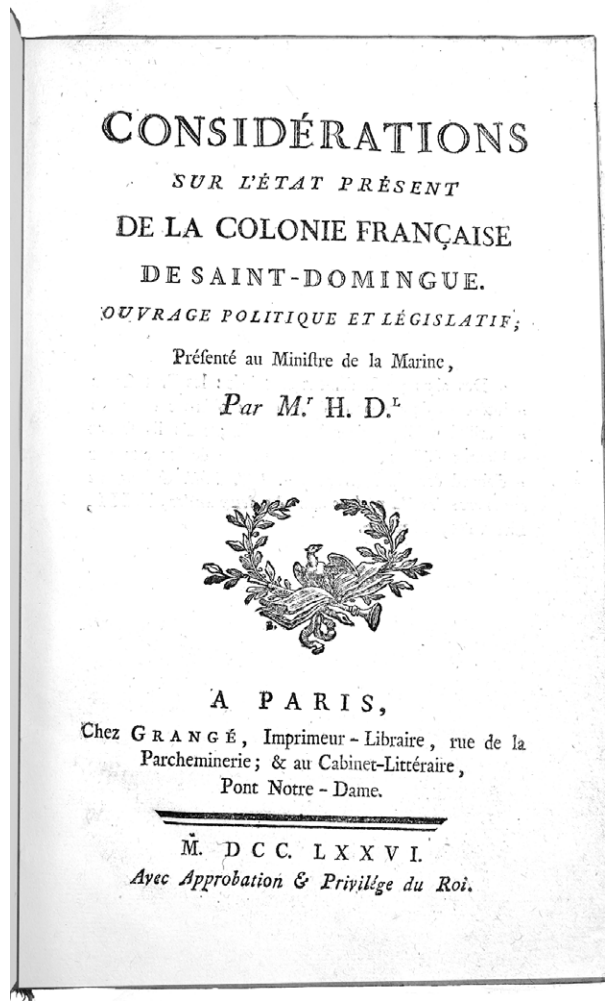 CONSIDÉRATIONS
SUR L'ÉTAT PRÉSENT
DE LA COLONIE FRANÇAISE
DE SAINT-DOMINGUE.
OUVRAGE POLITIQUE ET LÉGISLATIF;
Préſenté au Miniſtre de la Marine,
Par M.ʳ H. D.ᴸ
A PARIS,
Chez GRANGÉ, Imprimeur-Libraire, rue de la
Parcheminerie; & au Cabinet-Littéraire,
Pont Notre-Dame.
M. DCC. LXXVI.
Avec Approbation & Privilége du Roi.